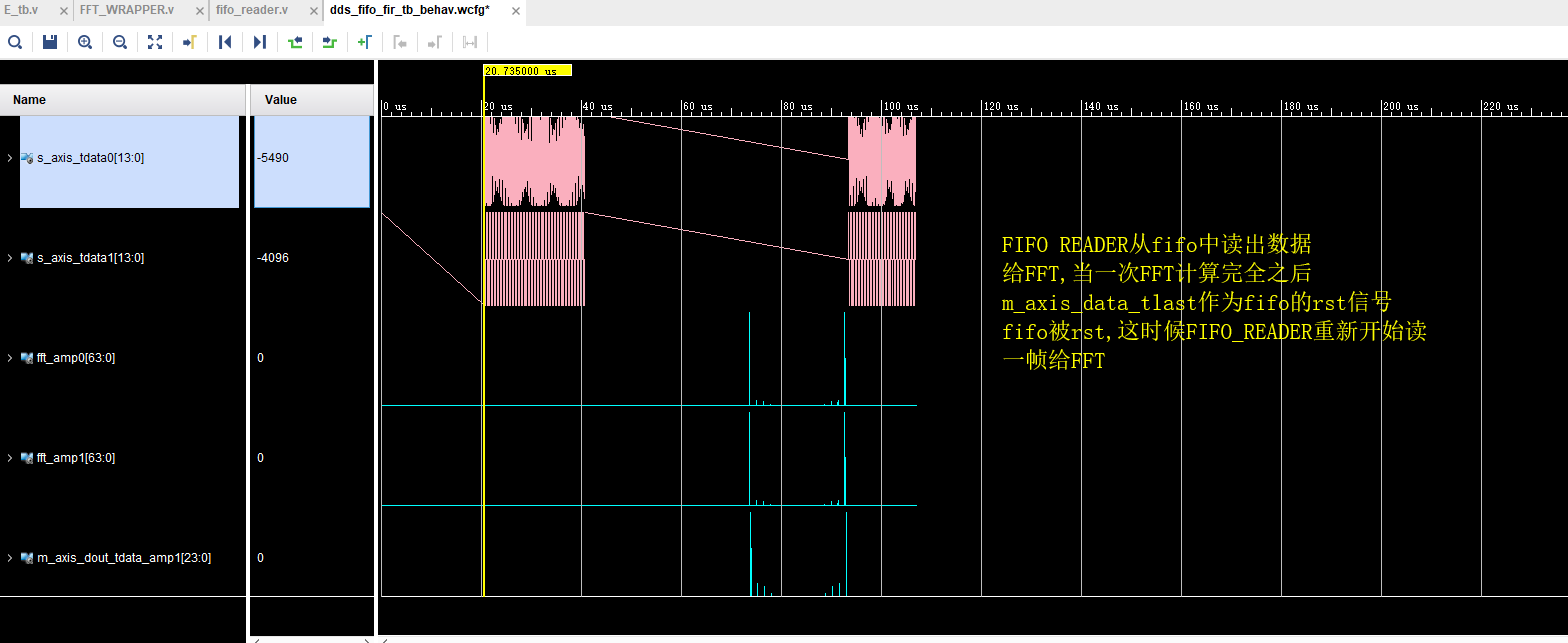 E_tb.v
FFT_WRAPPER.v
fifo_reader.v
dds_fifo_fir_tb_behav.wcfg*
20.735000 us
Name
Value
0 us
20 us
40 us
60 us
80 us
100 us
120 us
140 us
160 us
180 us
200 us
220 us
s_axis_tdata0[13:0]
-5490
s_axis_tdata1[13:0]
-4096
fft_amp0[63:0]
0
fft_amp1[63:0]
0
m_axis_dout_tdata_amp1[23:0]
0
FIFO READER从fifo中读出数据
给FFT,当一次FFT计算完全之后
m_axis_data_tlast作为fifo的rst信号
fifo被rst,这时候FIFO_READER重新开始读
一帧给FFT